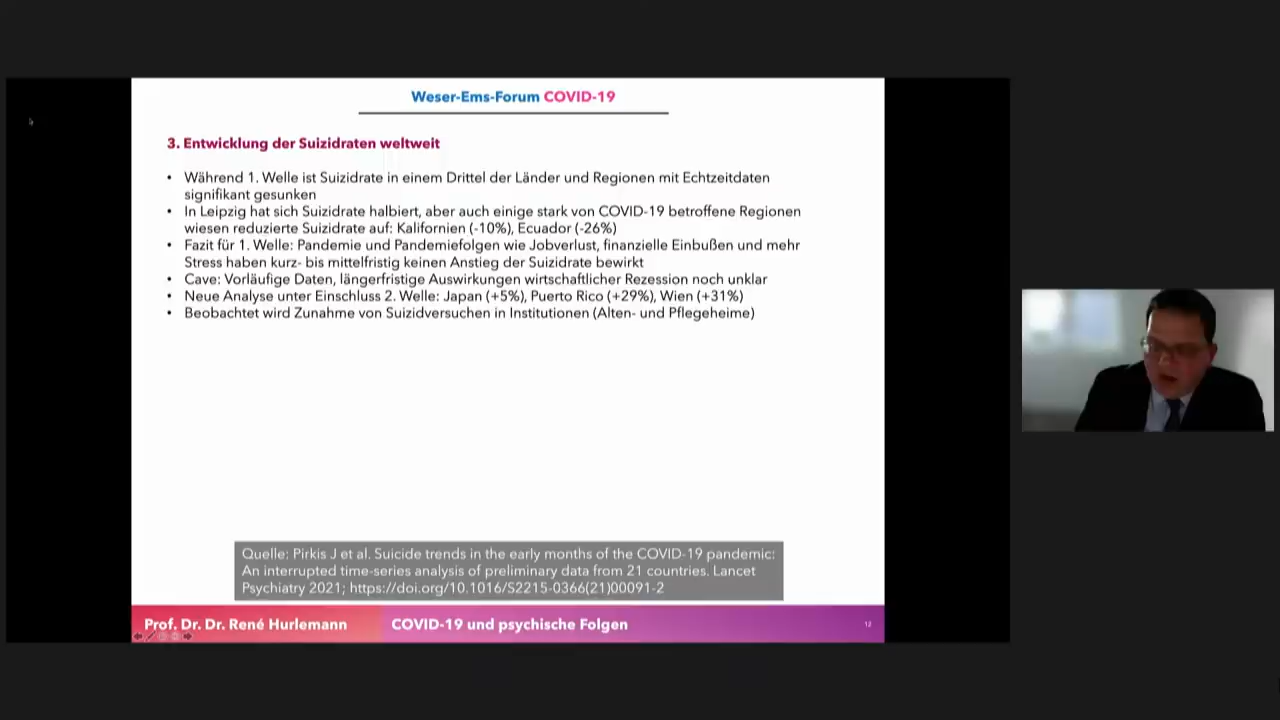 Weser-Ems-Forum COVID-19
3. Entwicklung der Suizidraten weltweit
• Während 1. Welle ist Suizidrate in einem Drittel der Länder und Regionen mit Echtzeitdaten
signifikant gesunken
• In Leipzig hat sich Suizidrate halbiert, aber auch einige stark von COVID-19 betroffene Regionen
wiesen reduzierte Suizidrate auf: Kalifornien (-10%), Ecuador (-26%)
• Fazit für 1. Welle: Pandemie und Pandemiefolgen wie Jobverlust, finanzielle Einbußen und mehr
Stress haben kurz- bis mittelfristig keinen Anstieg der Suizidrate bewirkt
• Cave: Vorläufige Daten, längerfristige Auswirkungen wirtschaftlicher Rezession noch unklar
• Neue Analyse unter Einschluss 2. Welle: Japan (+5%), Puerto Rico (+29%), Wien (+31%)
• Beobachtet wird Zunahme von Suizidversuchen in Institutionen (Alten- und Pflegeheime)
Quelle: Pirkis J et al. Suicide trends in the early months of the COVID-19 pandemic:
An interrupted time-series analysis of preliminary data from 21 countries. Lancet
Psychiatry 2021; https://doi.org/10.1016/S2215-0366(21)00091-2
Prof. Dr. Dr. René Hurlemann COVID-19 und psychische Folgen 12